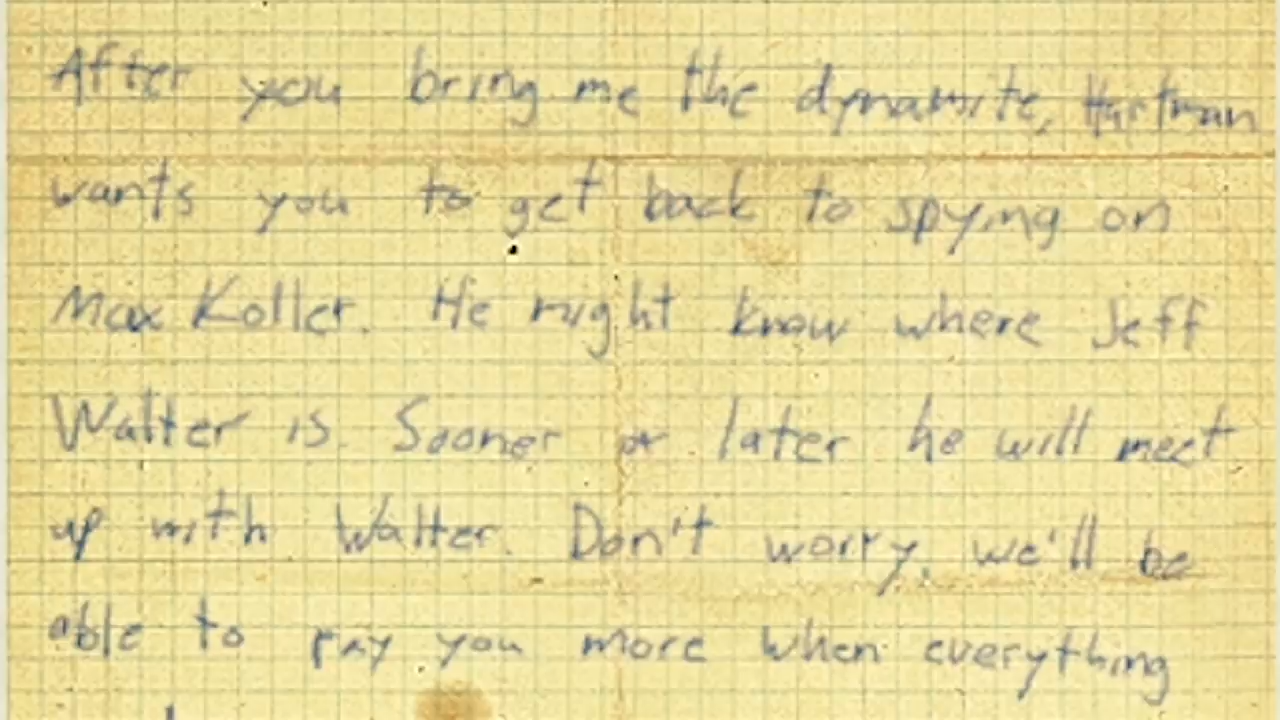 After you bring me the dynamite, Hartman
wants you to get back to spying on
Max Koller. He might know where Jeff
Walter is. Sooner or later he will meet
up with Walter. Don't worry, we'll be
able to pay you more when everything